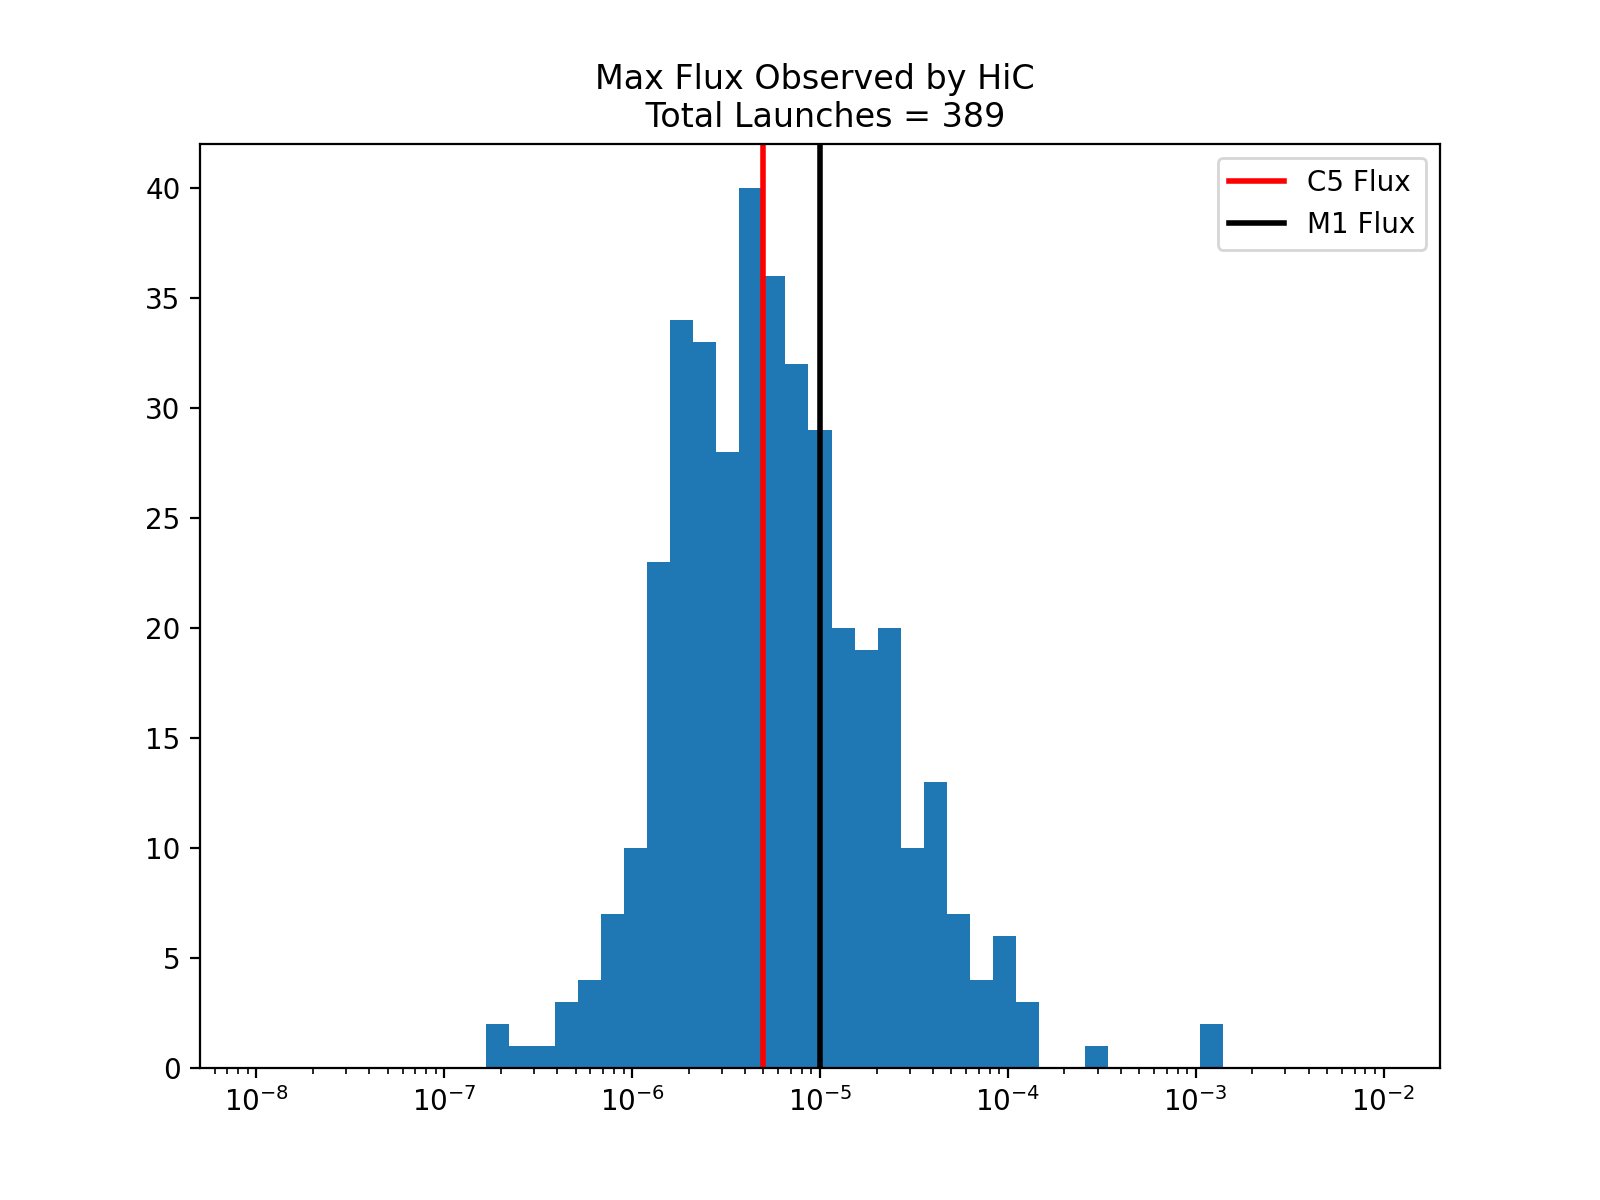 Max Flux Observed by HiC
Total Launches = 389
C5 Flux
M1 Flux
40
35
30
25
20
15
10
5
0
10⁻⁸ 10⁻⁷ 10⁻⁶ 10⁻⁵ 10⁻⁴ 10⁻³ 10⁻²